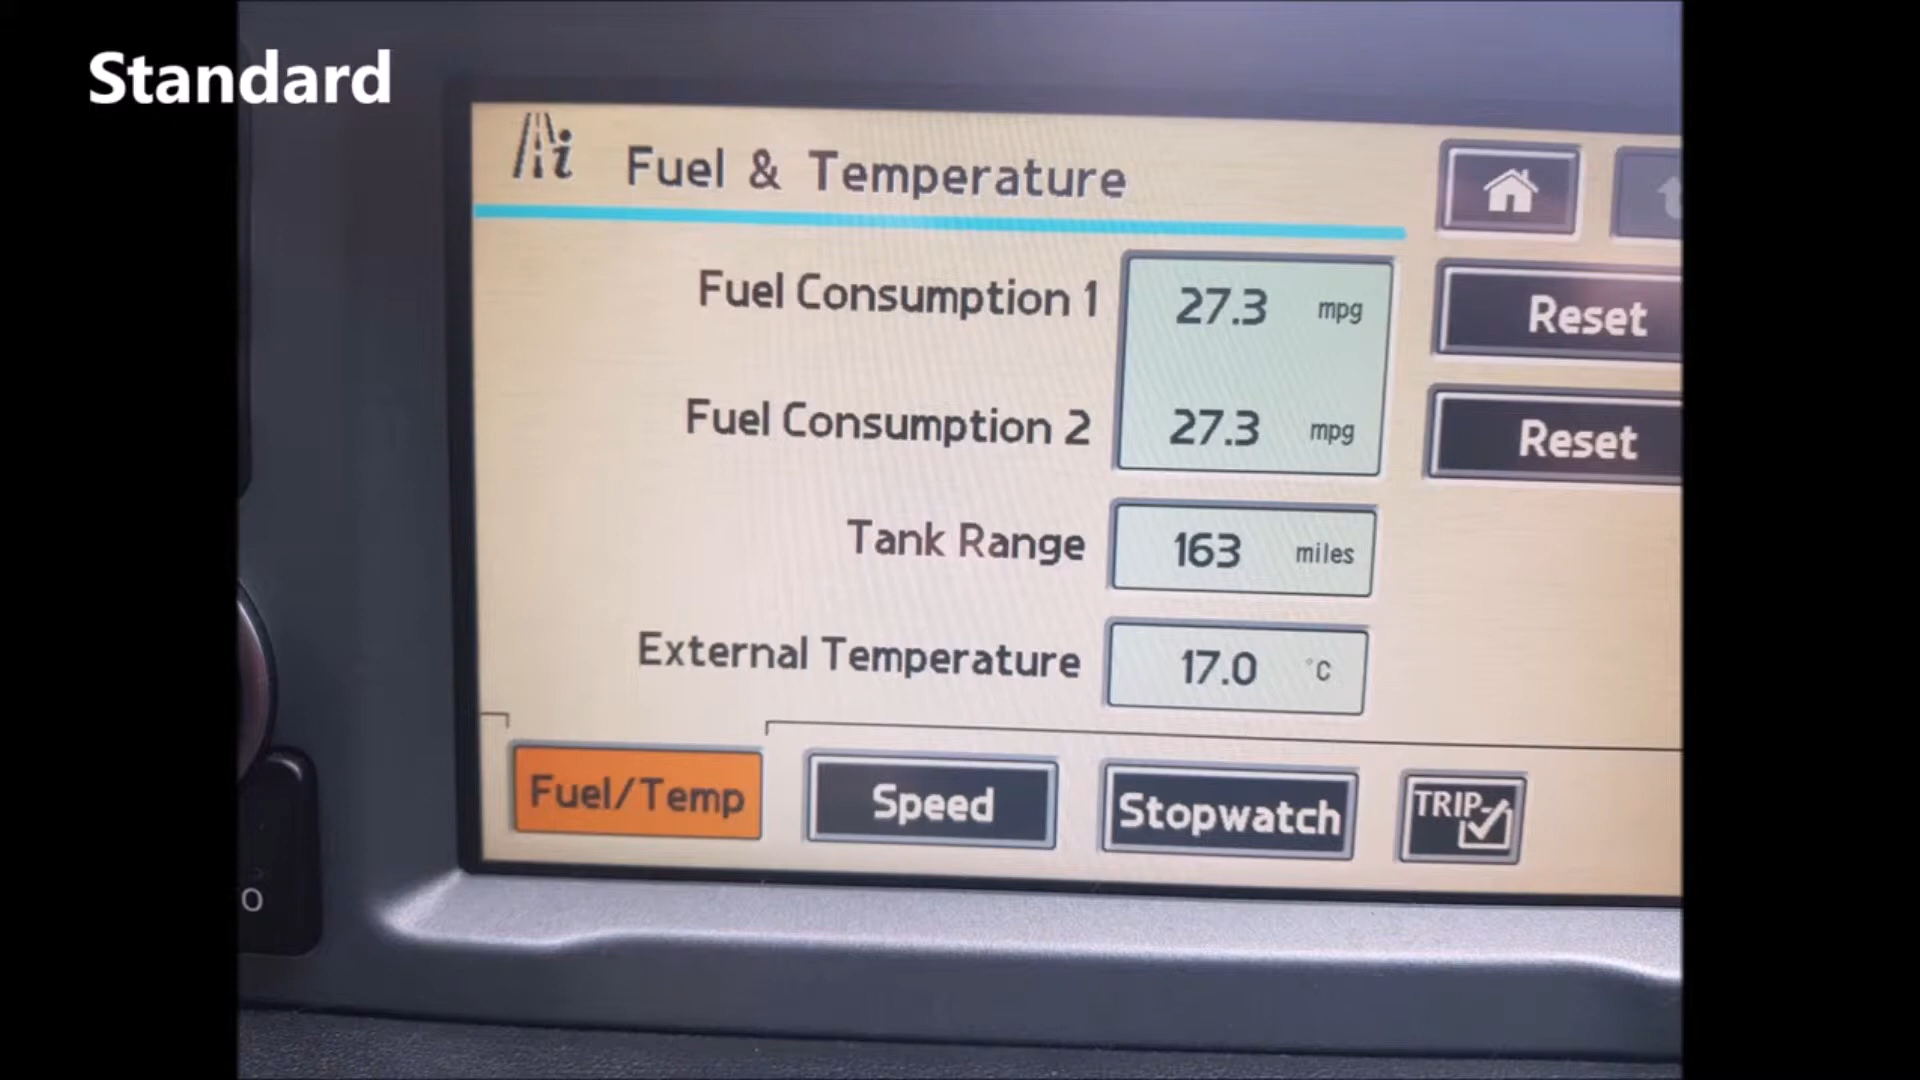 Standard
Fuel & Temperature
Fuel Consumption 1 27.3 mpg Reset
Fuel Consumption 2 27.3 mpg Reset
Tank Range 163 miles
External Temperature 17.0 °C
Fuel/Temp Speed Stopwatch TRIP
O